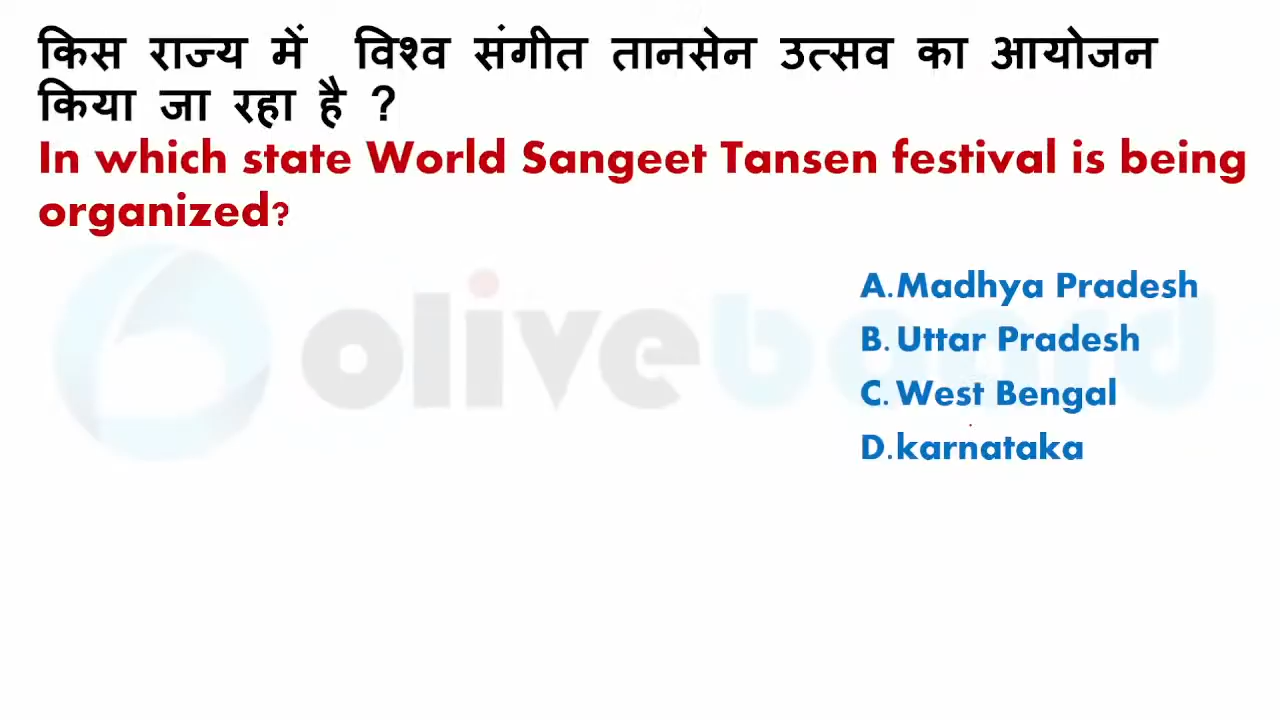 किस राज्य में विश्व संगीत तानसेन उत्सव का आयोजन
किया जा रहा है ?
In which state World Sangeet Tansen festival is being
organized?
A.Madhya Pradesh
B.Uttar Pradesh
C.West Bengal
D.karnataka
oliveboard